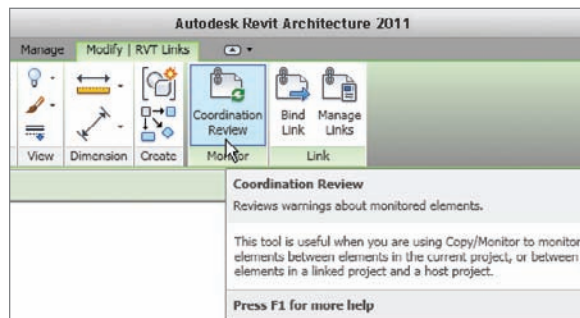 Autodesk Revit Architecture 2011
Manage Modify | RVT Links
Coordination Review
Bind Link
Manage Links
View Dimension Create Monitor Link
Coordination Review
Reviews warnings about monitored elements.
This tool is useful when you are using Copy/Monitor to monitor
elements between elements in the current project, or between
elements in a linked project and a host project.
Press F1 for more help